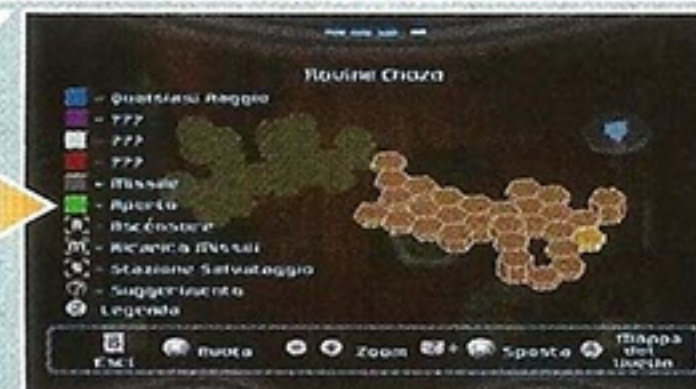 Rovine Chozo
- Qualsiasi Raggio
- ???
- ???
- ???
- Missile
- Aperto
- Ascensore
- Ricarica Missili
- Stazione Salvataggio
- Suggerimento
Legenda
Esci
Ruota
Zoom
+
Sposta
Mappa
del